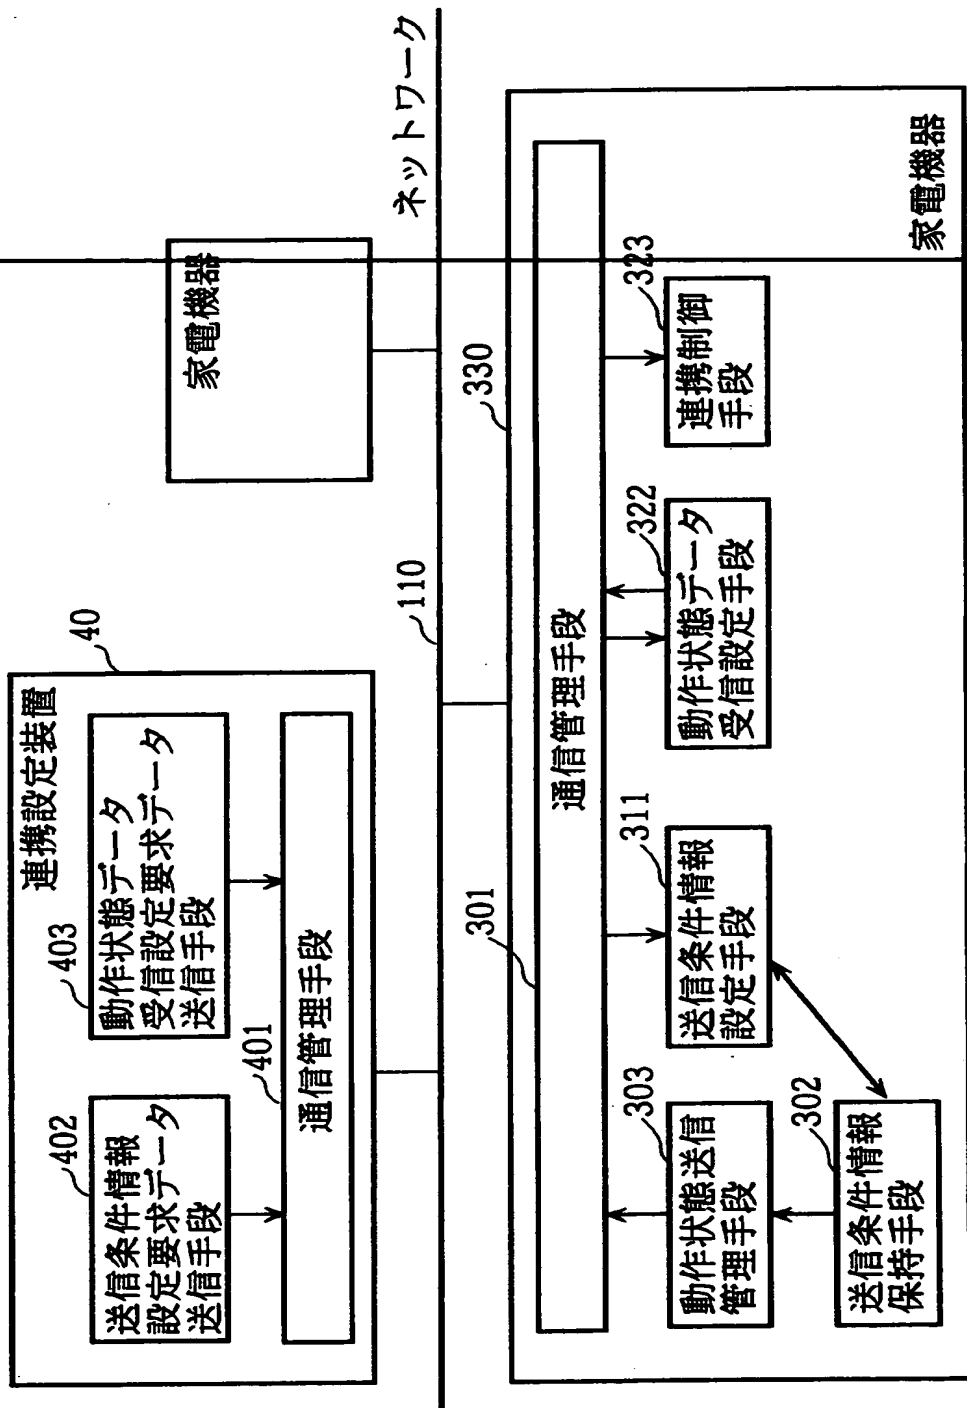 連携設定装置
40
402
送信条件情報
設定要求データ
送信手段
403
動作状態データ
受信設定要求データ
送信手段
401
通信管理手段
家電機器
110
ネットワーク
330
301
通信管理手段
303
動作状態送信
管理手段
311
送信条件情報
設定手段
322
動作状態データ
受信設定手段
323
連携制御
手段
302
送信条件情報
保持手段
家電機器